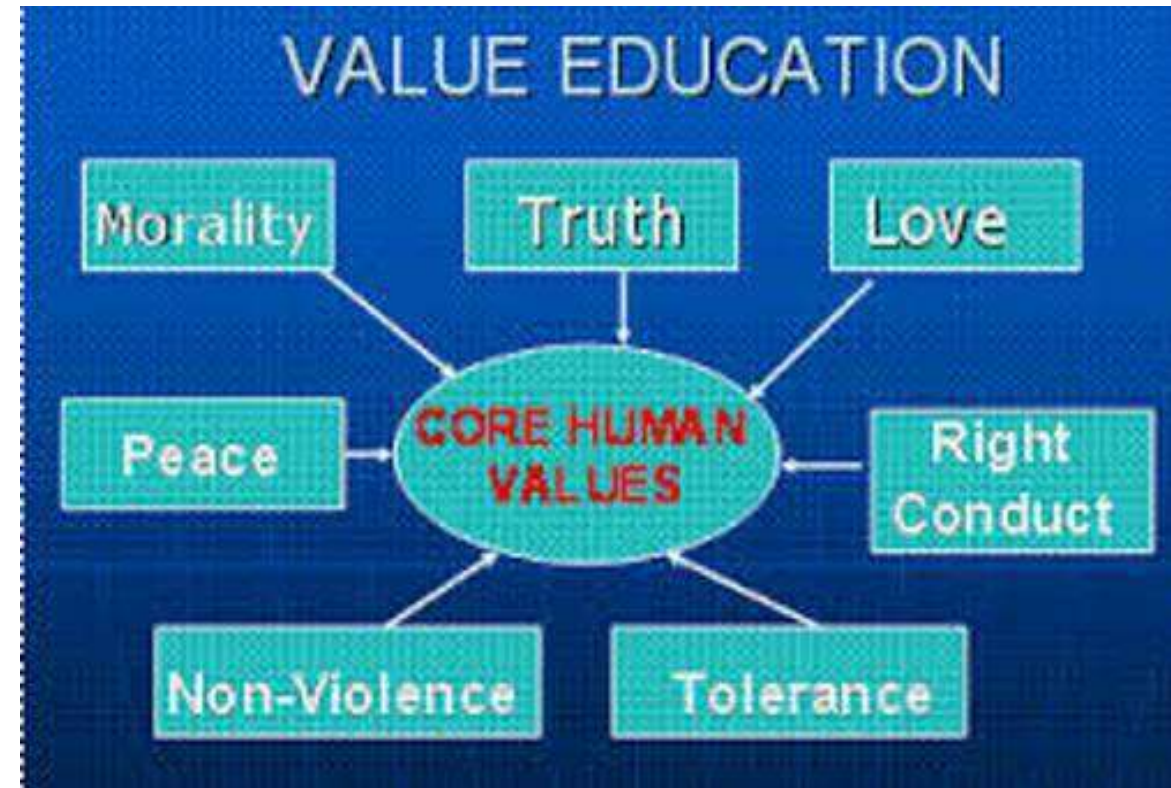 VALUE EDUCATION
Morality
Truth
Love
Peace
CORE HUMAN
VALUES
Right
Conduct
Non-Violence
Tolerance